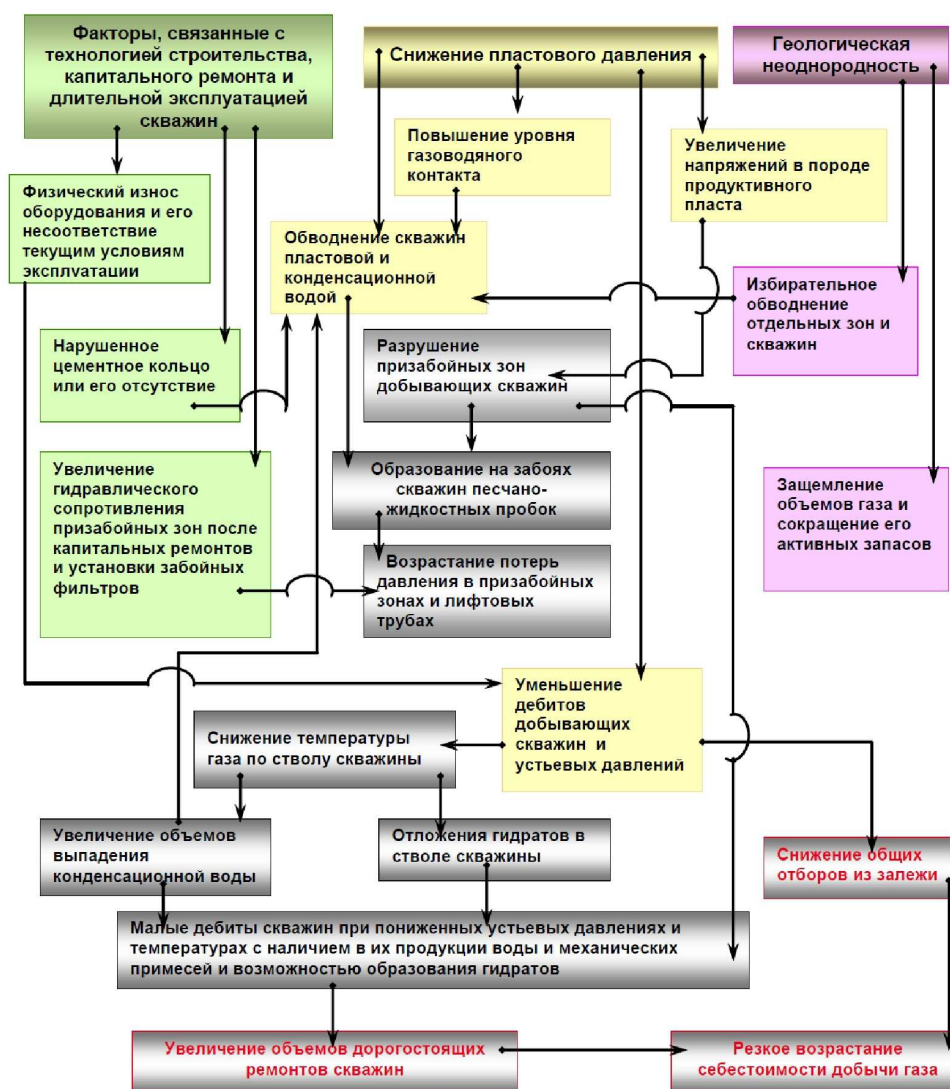 Факторы, связанные с
технологией строительства,
капитального ремонта и
длительной эксплуатацией
скважин
Снижение пластового давления
Геологическая
неоднородность
Повышение уровня
газоводяного
контакта
Увеличение
напряжений в породе
продуктивного
пласта
Физический износ
оборудования и его
несоответствие
текущим условиям
эксплуатации
Обводнение скважин
пластовой и
конденсационной
водой
Избирательное
обводнение
отдельных зон и
скважин
Нарушенное
цементное кольцо
или его отсутствие
Разрушение
призабойных зон
добывающих скважин
Увеличение
гидравлического
сопротивления
призабойных зон после
капитальных ремонтов
и установки забойных
фильтров
Образование на забоях
скважин песчано-
жидкостных пробок
Защемление
объемов газа и
сокращение его
активных запасов
Возрастание потерь
давления в призабойных
зонах и лифтовых
трубах
Уменьшение
дебитов
добывающих
скважин и
устьевых давлений
Снижение температуры
газа по стволу скважины
Увеличение объемов
выпадения
конденсационной воды
Отложения гидратов в
стволе скважины
Снижение общих
отборов из залежи
Малые дебиты скважин при пониженных устьевых давлениях и
температурах с наличием в их продукции воды и механических
примесей и возможностью образования гидратов
Увеличение объемов дорогостоящих
ремонтов скважин
Резкое возрастание
себестоимости добычи газа